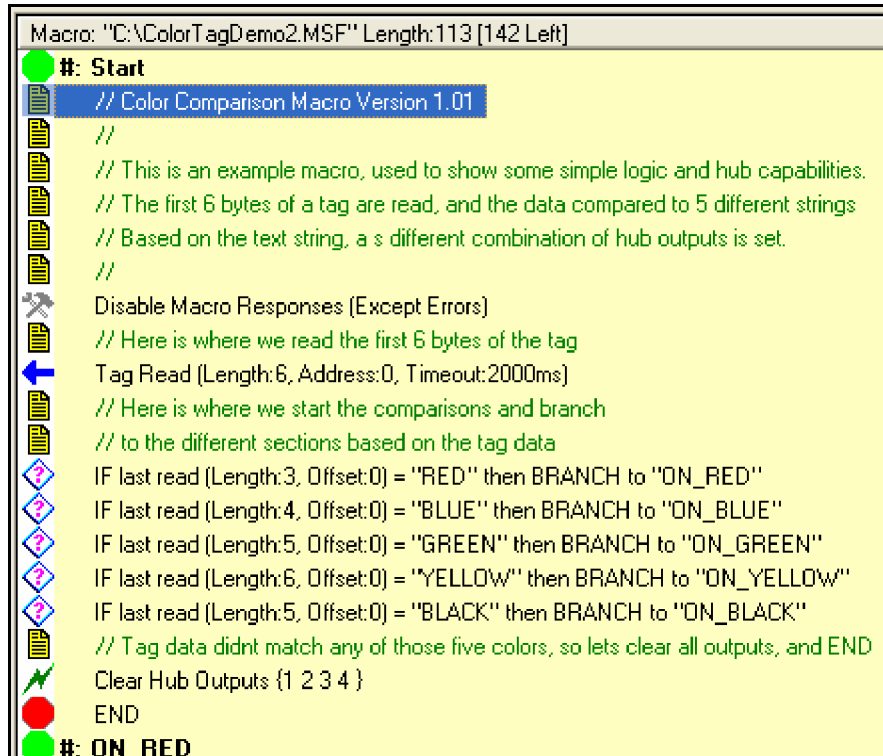 Macro: "C:\ColorTagDemo2.MSF" Length:113 [142 Left]
#: Start
// Color Comparison Macro Version 1.01
//
// This is an example macro, used to show some simple logic and hub capabilities.
// The first 6 bytes of a tag are read, and the data compared to 5 different strings
// Based on the text string, a s different combination of hub outputs is set.
//
Disable Macro Responses (Except Errors)
// Here is where we read the first 6 bytes of the tag
Tag Read (Length:6, Address:0, Timeout:2000ms)
// Here is where we start the comparisons and branch
// to the different sections based on the tag data
IF last read (Length:3, Offset:0) = "RED" then BRANCH to "ON_RED"
IF last read (Length:4, Offset:0) = "BLUE" then BRANCH to "ON_BLUE"
IF last read (Length:5, Offset:0) = "GREEN" then BRANCH to "ON_GREEN"
IF last read (Length:6, Offset:0) = "YELLOW" then BRANCH to "ON_YELLOW"
IF last read (Length:5, Offset:0) = "BLACK" then BRANCH to "ON_BLACK"
// Tag data didnt match any of those five colors, so lets clear all outputs, and END
Clear Hub Outputs {1 2 3 4 }
END
#: ON_RED